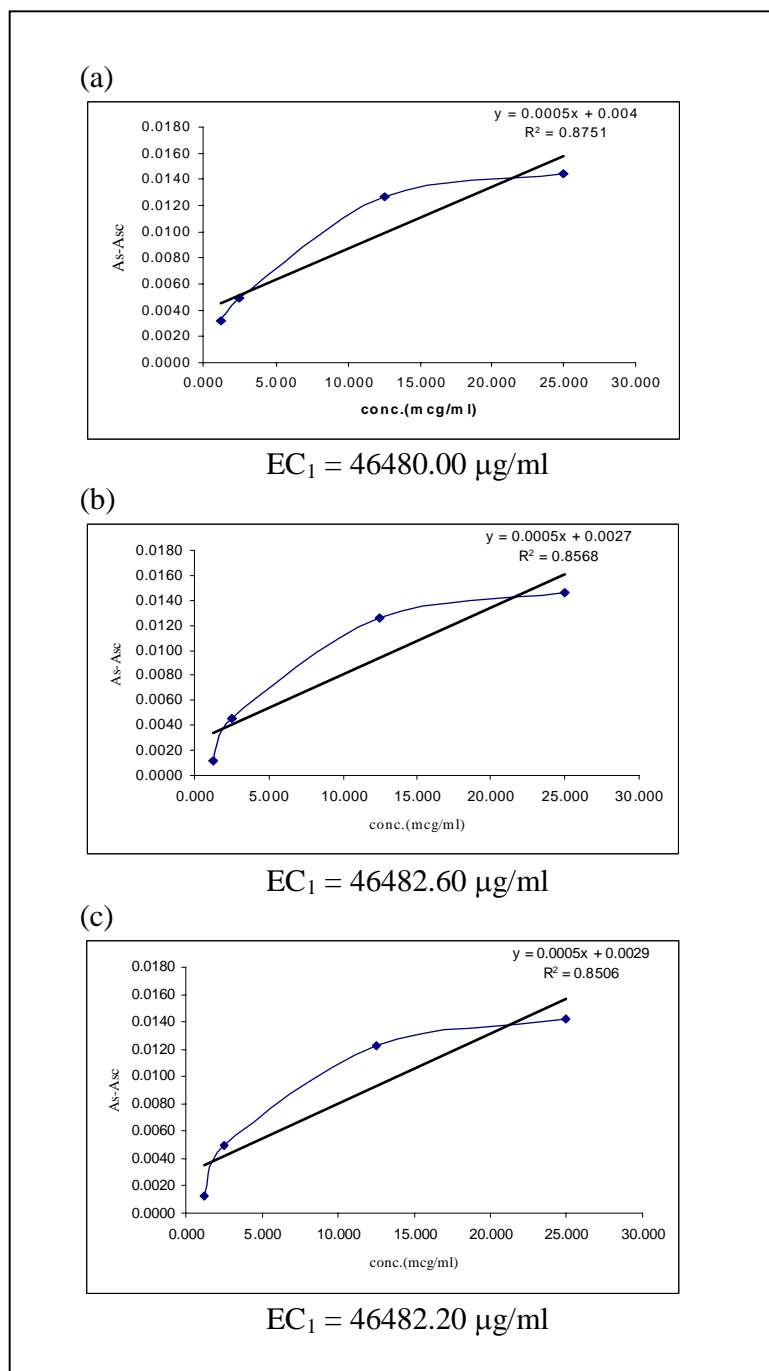 (a)
y = 0.0005x + 0.004
R² = 0.8751
0.0180
0.0160
0.0140
0.0120
0.0100
0.0080
0.0060
0.0040
0.0020
0.0000
As-Asc
0.000 5.000 10.000 15.000 20.000 25.000 30.000
conc.(mcg/ml)
EC₁ = 46480.00 μg/ml
(b)
y = 0.0005x + 0.0027
R² = 0.8568
0.0180
0.0160
0.0140
0.0120
0.0100
0.0080
0.0060
0.0040
0.0020
0.0000
As-Asc
0.000 5.000 10.000 15.000 20.000 25.000 30.000
conc.(mcg/ml)
EC₁ = 46482.60 μg/ml
(c)
y = 0.0005x + 0.0029
R² = 0.8506
0.0180
0.0160
0.0140
0.0120
0.0100
0.0080
0.0060
0.0040
0.0020
0.0000
As-Asc
0.000 5.000 10.000 15.000 20.000 25.000 30.000
conc.(mcg/ml)
EC₁ = 46482.20 μg/ml